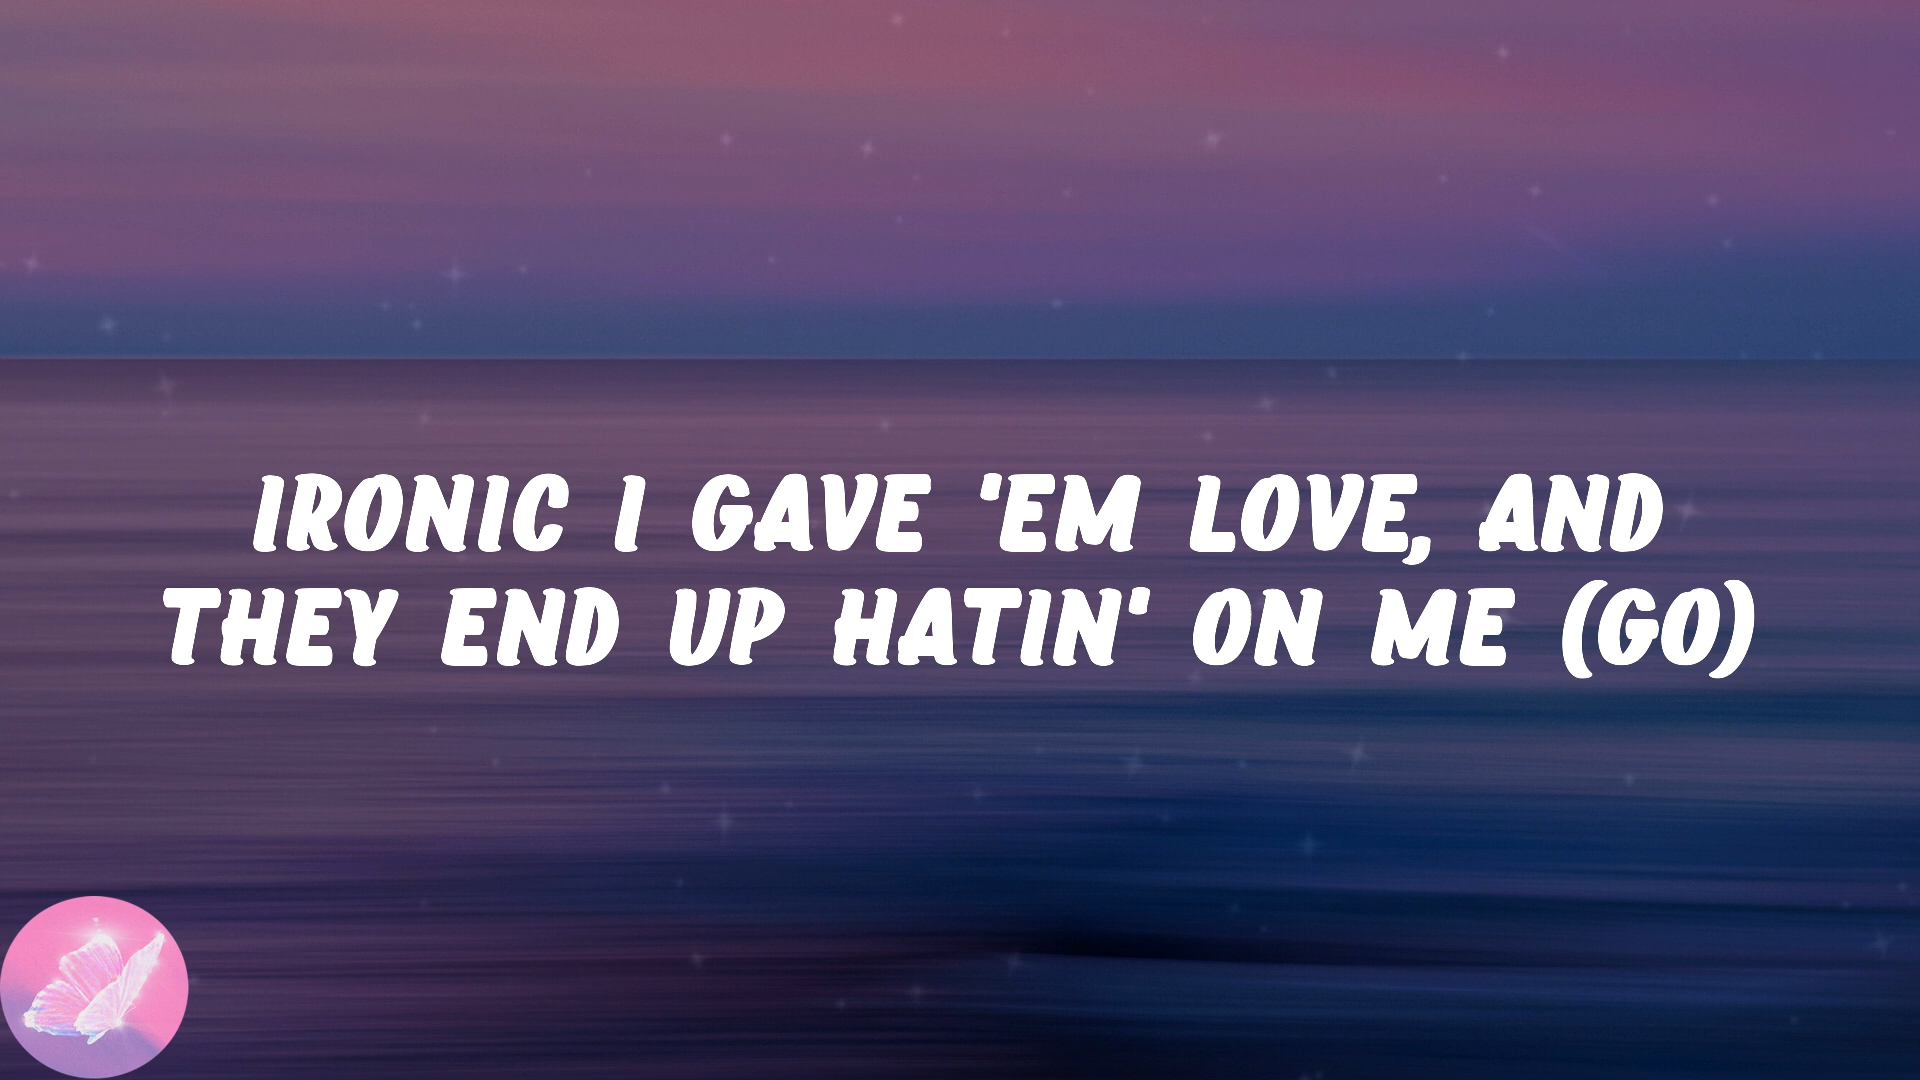 IRONIC I GAVE 'EM LOVE, AND
THEY END UP HATIN' ON ME (GO)